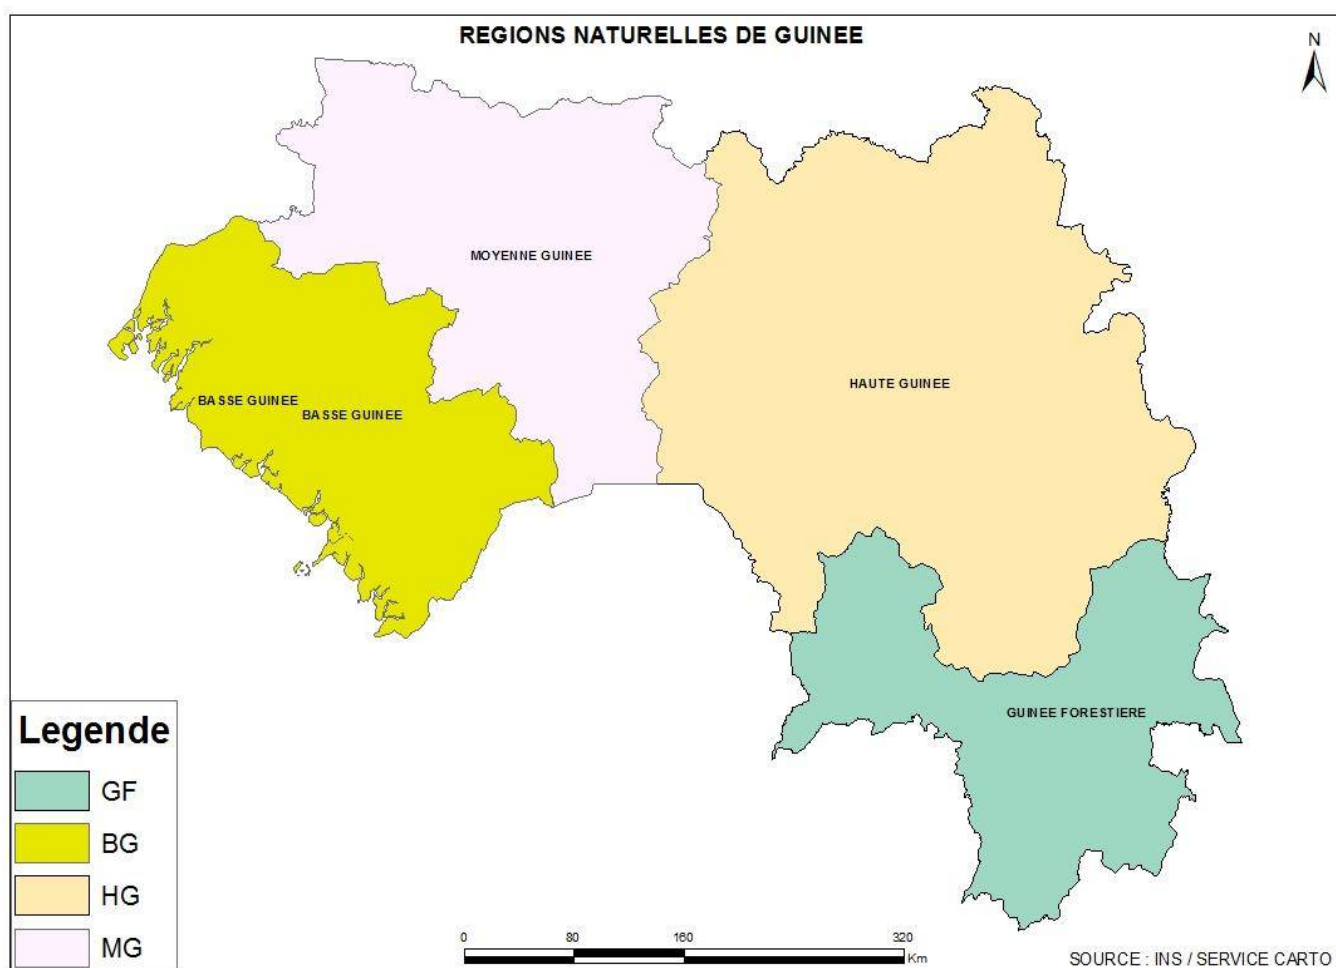 REGIONS NATURELLES DE GUINEE
N
MOYENNE GUINEE
HAUTE GUINEE
BASSE GUINEE
BASSE GUINEE
GUINEE FORESTIERE
Legende
GF
BG
HG
MG
0 80 160 320
Km
SOURCE : INS / SERVICE CARTO